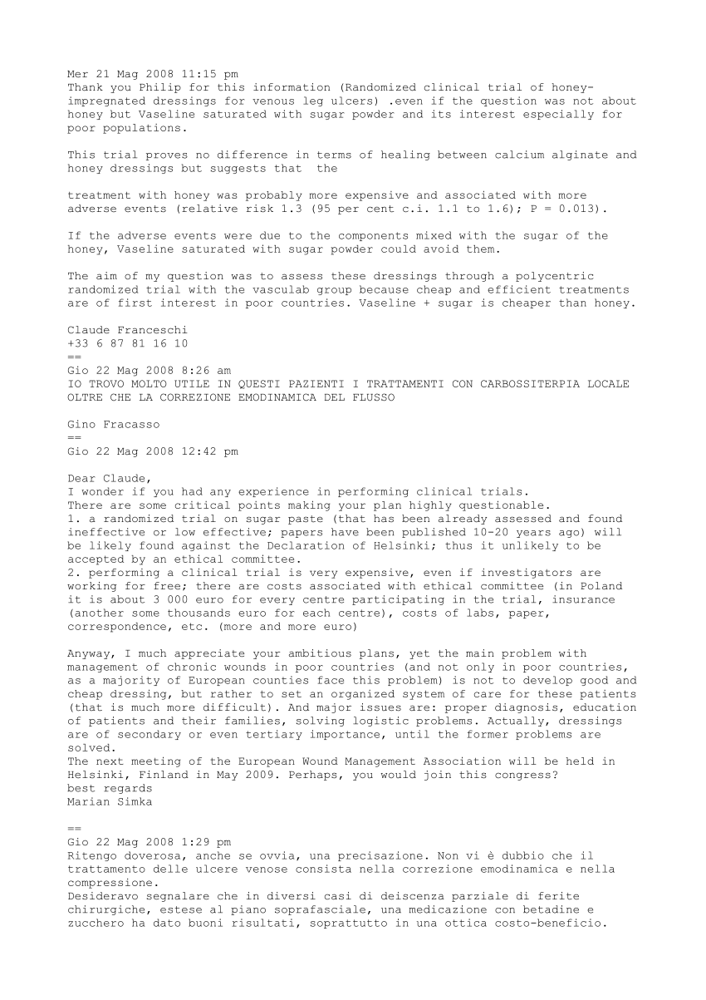 Mer 21 Mag 2008 11:15 pm
Thank you Philip for this information (Randomized clinical trial of honey-
impregnated dressings for venous leg ulcers) .even if the question was not about
honey but Vaseline saturated with sugar powder and its interest especially for
poor populations.
This trial proves no difference in terms of healing between calcium alginate and
honey dressings but suggests that  the
treatment with honey was probably more expensive and associated with more
adverse events (relative risk 1.3 (95 per cent c.i. 1.1 to 1.6); P = 0.013).
If the adverse events were due to the components mixed with the sugar of the
honey, Vaseline saturated with sugar powder could avoid them.
The aim of my question was to assess these dressings through a polycentric
randomized trial with the vasculab group because cheap and efficient treatments
are of first interest in poor countries. Vaseline + sugar is cheaper than honey.
Claude Franceschi
+33 6 87 81 16 10
==
Gio 22 Mag 2008 8:26 am
IO TROVO MOLTO UTILE IN QUESTI PAZIENTI I TRATTAMENTI CON CARBOSSITERPIA LOCALE
OLTRE CHE LA CORREZIONE EMODINAMICA DEL FLUSSO
Gino Fracasso
==
Gio 22 Mag 2008 12:42 pm
Dear Claude,
I wonder if you had any experience in performing clinical trials.
There are some critical points making your plan highly questionable.
1. a randomized trial on sugar paste (that has been already assessed and found
ineffective or low effective; papers have been published 10-20 years ago) will
be likely found against the Declaration of Helsinki; thus it unlikely to be
accepted by an ethical committee.
2. performing a clinical trial is very expensive, even if investigators are
working for free; there are costs associated with ethical committee (in Poland
it is about 3 000 euro for every centre participating in the trial, insurance
(another some thousands euro for each centre), costs of labs, paper,
correspondence, etc. (more and more euro)
Anyway, I much appreciate your ambitious plans, yet the main problem with
management of chronic wounds in poor countries (and not only in poor countries,
as a majority of European counties face this problem) is not to develop good and
cheap dressing, but rather to set an organized system of care for these patients
(that is much more difficult). And major issues are: proper diagnosis, education
of patients and their families, solving logistic problems. Actually, dressings
are of secondary or even tertiary importance, until the former problems are
solved.
The next meeting of the European Wound Management Association will be held in
Helsinki, Finland in May 2009. Perhaps, you would join this congress?
best regards
Marian Simka
==
Gio 22 Mag 2008 1:29 pm
Ritengo doverosa, anche se ovvia, una precisazione. Non vi è dubbio che il
trattamento delle ulcere venose consista nella correzione emodinamica e nella
compressione.
Desideravo segnalare che in diversi casi di deiscenza parziale di ferite
chirurgiche, estese al piano soprafasciale, una medicazione con betadine e
zucchero ha dato buoni risultati, soprattutto in una ottica costo-beneficio.